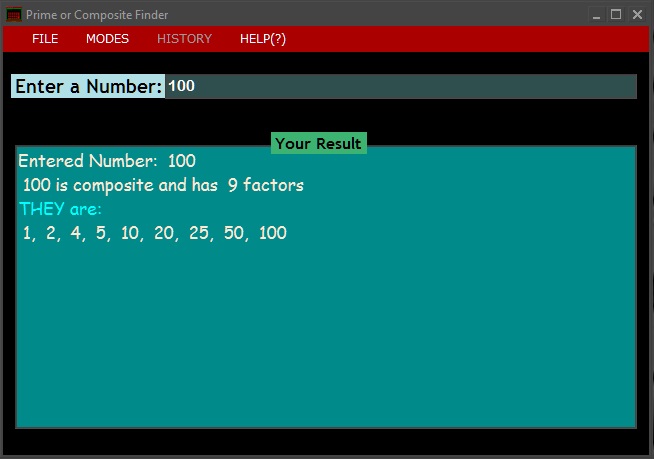 Prime or Composite Finder
FILE MODES HISTORY HELP(?)
Enter a Number: 100
Your Result
Entered Number: 100
100 is composite and has 9 factors
THEY are:
1, 2, 4, 5, 10, 20, 25, 50, 100